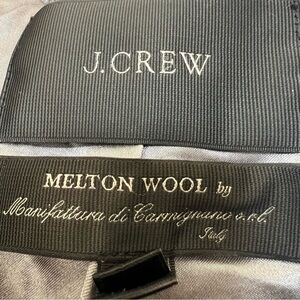 J.CREW
MELTON WOOL by
Manifattura di Carmignano s.r.l.
Italy